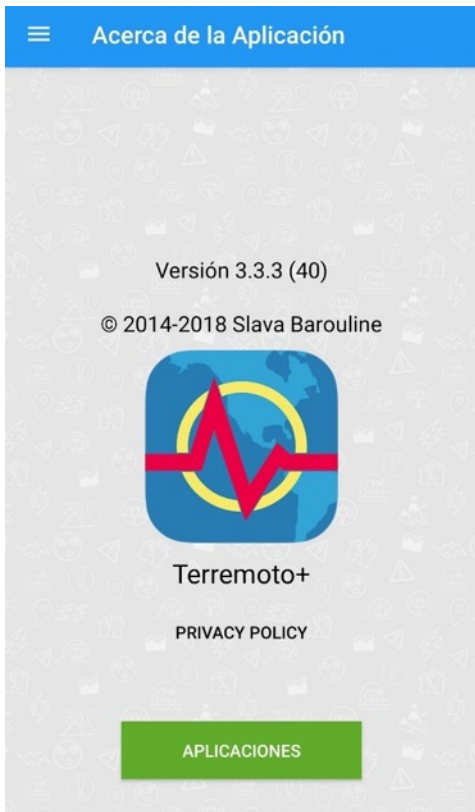 Acerca de la Aplicación
Versión 3.3.3 (40)
© 2014-2018 Slava Barouline
Terremoto+
PRIVACY POLICY
APLICACIONES